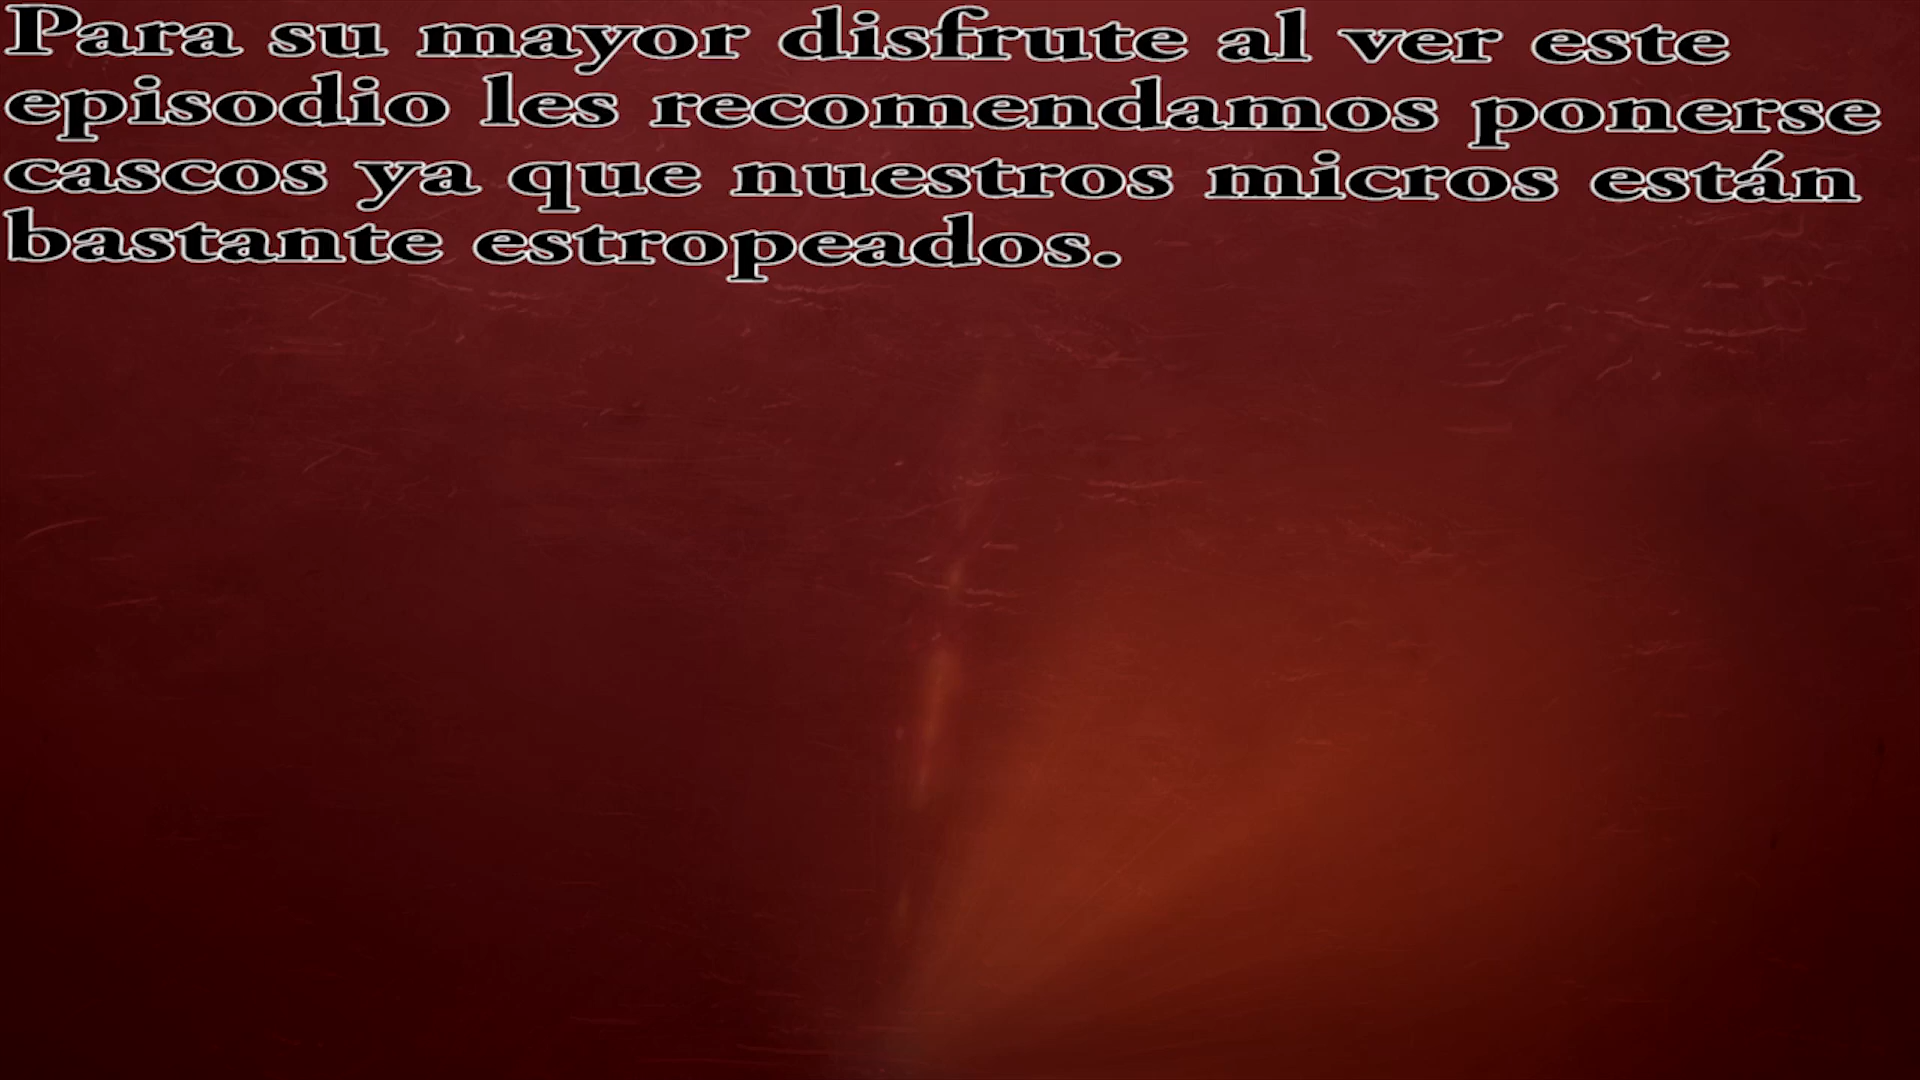 Para su mayor disfrute al ver este
episodio les recomendamos ponerse
cascos ya que nuestros micros están
bastante estropeados.